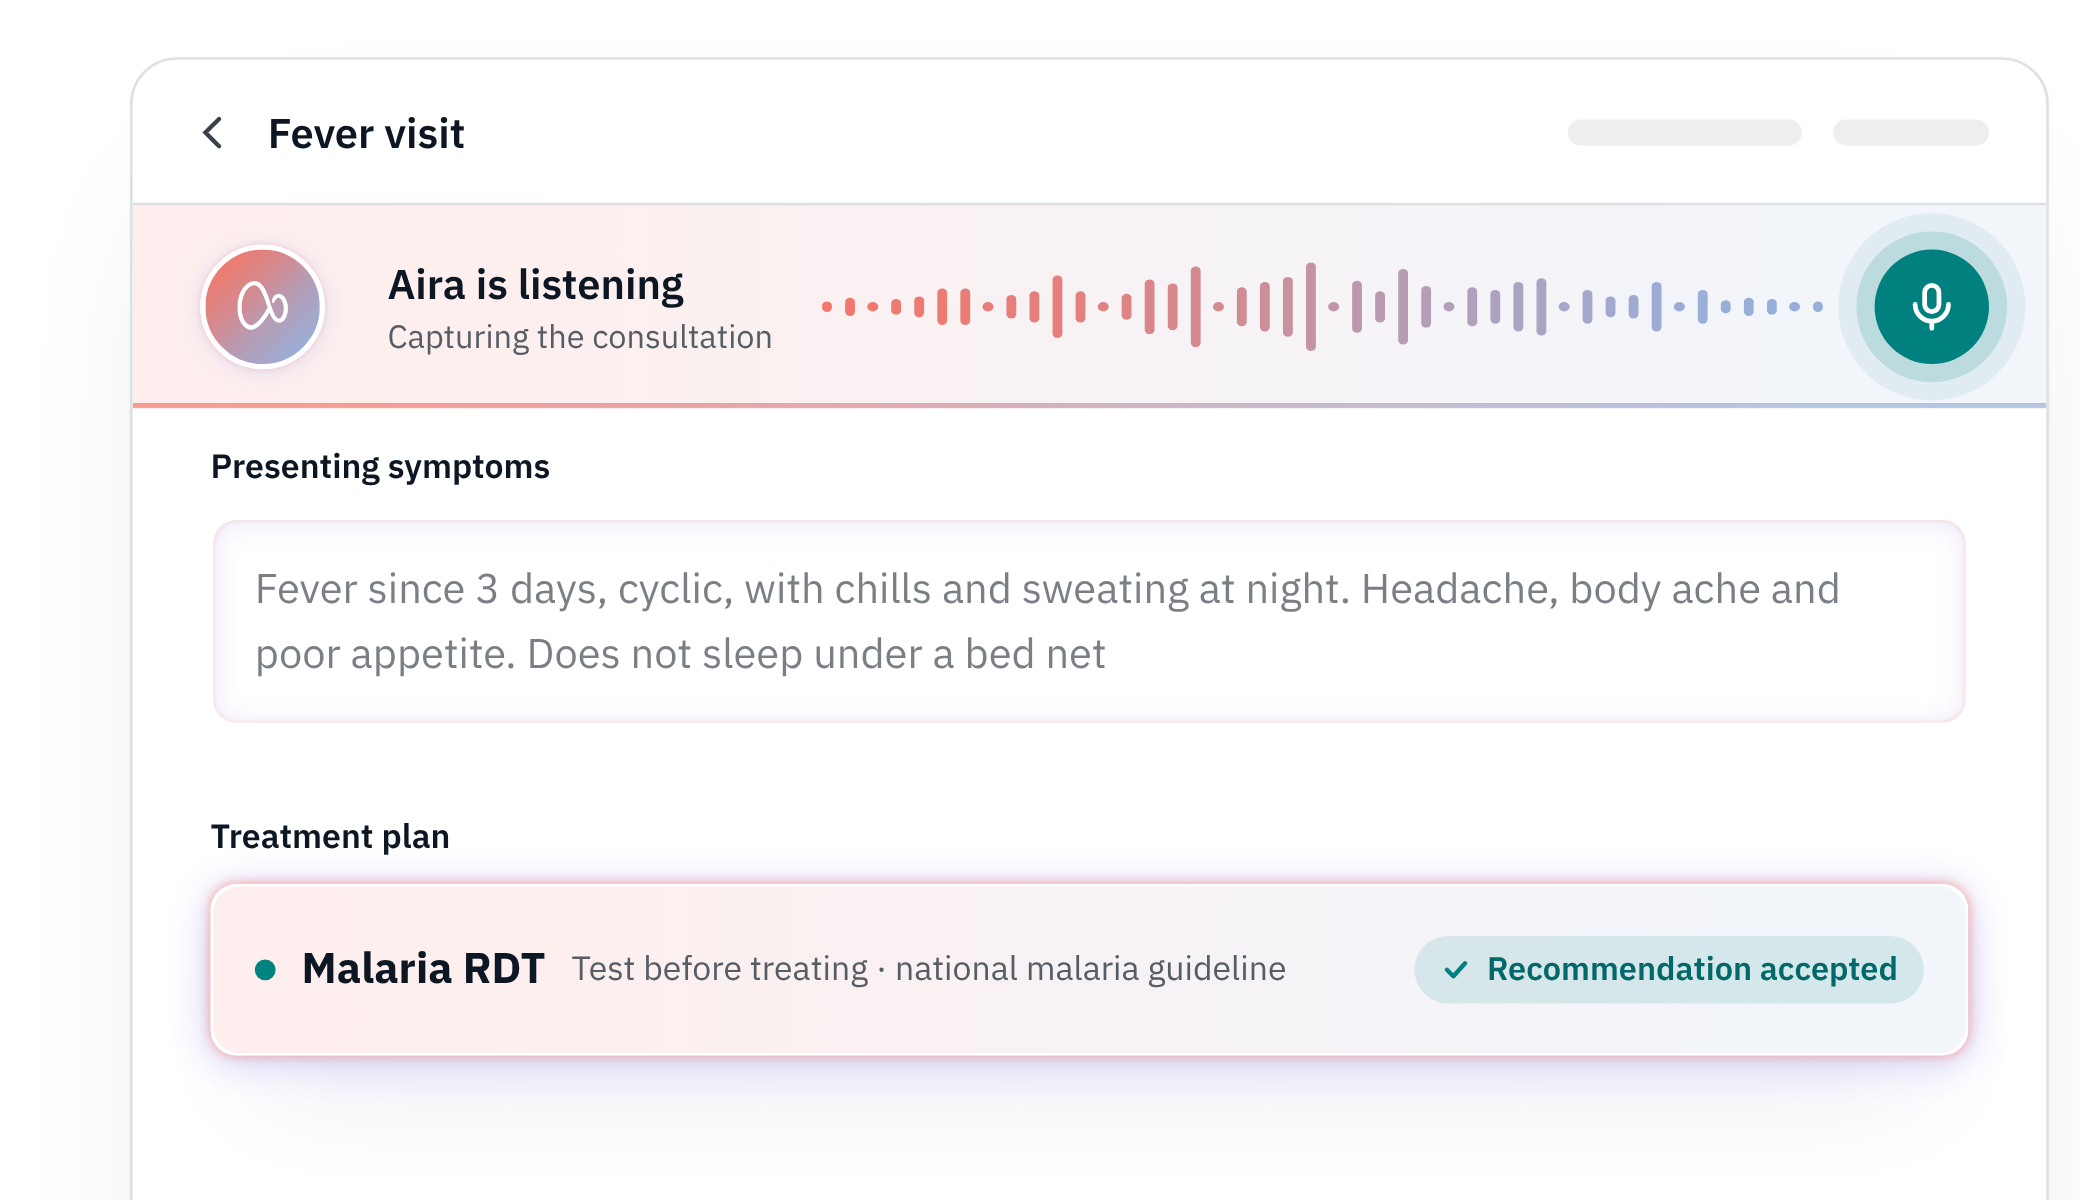 Fever visit
Aira is listening
Capturing the consultation
Presenting symptoms
Fever since 3 days, cyclic, with chills and sweating at night. Headache, body ache and
poor appetite. Does not sleep under a bed net
Treatment plan
Malaria RDT Test before treating · national malaria guideline Recommendation accepted